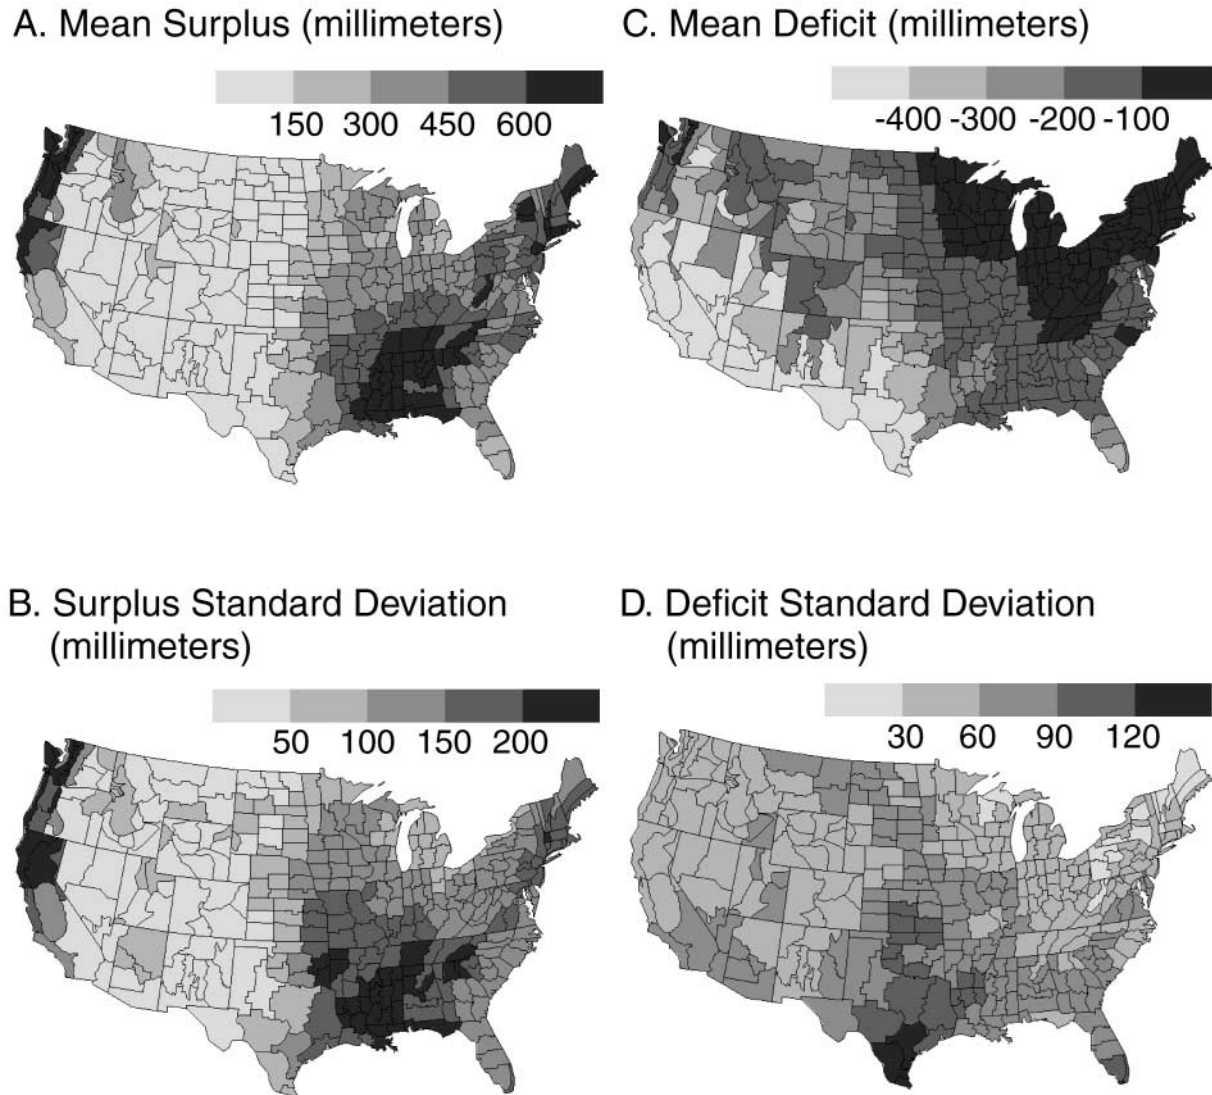 A. Mean Surplus (millimeters)
150 300 450 600
C. Mean Deficit (millimeters)
-400 -300 -200 -100
B. Surplus Standard Deviation
(millimeters)
50 100 150 200
D. Deficit Standard Deviation
(millimeters)
30 60 90 120